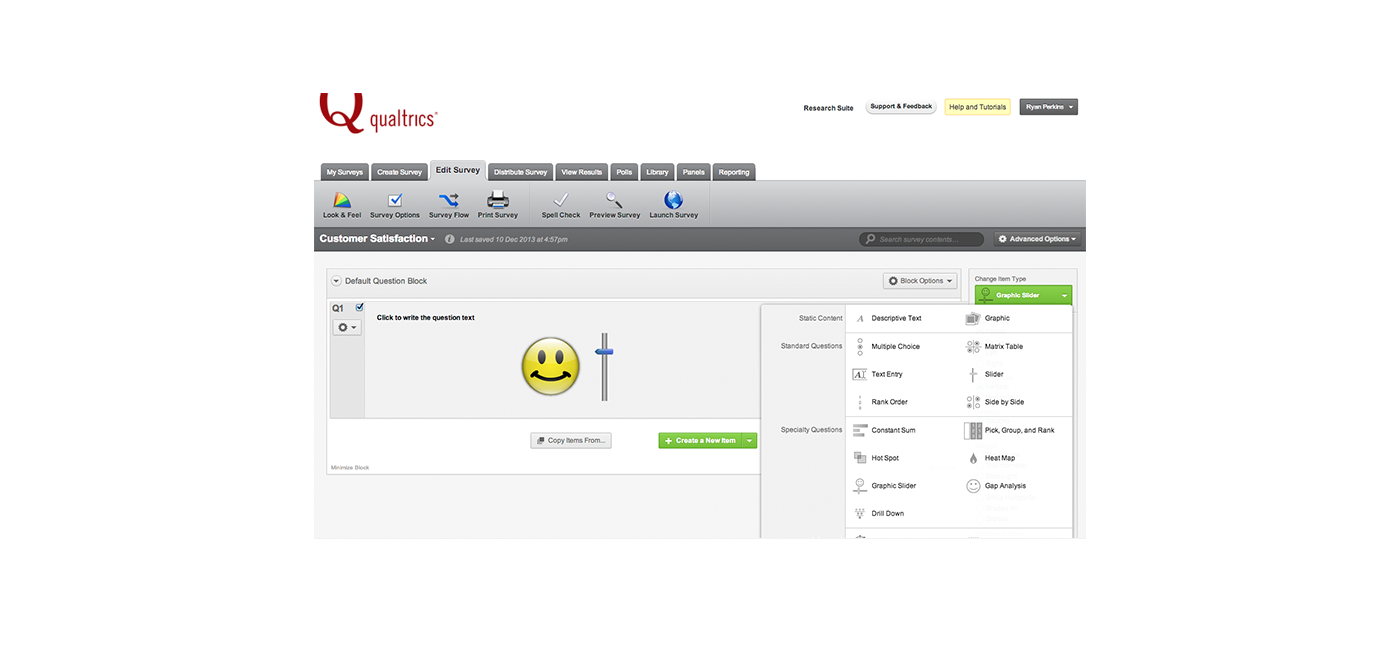 Q qualtrics®
Research Suite
Support & Feedback
Help and Tutorials
Ryan Perkins
My Surveys
Create Survey
Edit Survey
Distribute Survey
View Results
Polls
Library
Panels
Reporting
Look & Feel
Survey Options
Survey Flow
Print Survey
Spell Check
Preview Survey
Launch Survey
Customer Satisfaction
i
Last saved 10 Dec 2013 at 4:57pm
Search survey contents...
Advanced Options
Default Question Block
Block Options
Change Item Type
Graphic Slider
Q1
Click to write the question text
Copy Items From...
Create a New Item
Minimize Block
Static Content
A Descriptive Text
Graphic
Standard Questions
Multiple Choice
Matrix Table
A Text Entry
Slider
Rank Order
Side by Side
Specialty Questions
Constant Sum
Pick, Group, and Rank
Hot Spot
Heat Map
Graphic Slider
Gap Analysis
Drill Down